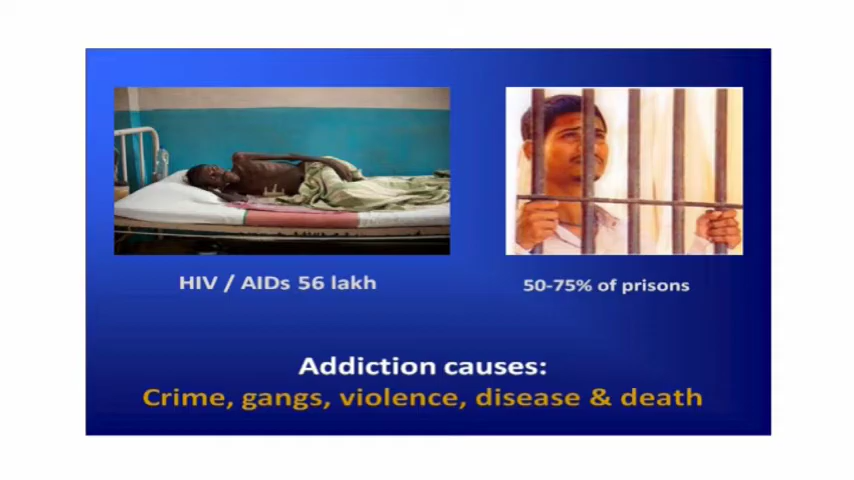 HIV / AIDs 56 lakh
50-75% of prisons
Addiction causes:
Crime, gangs, violence, disease & death